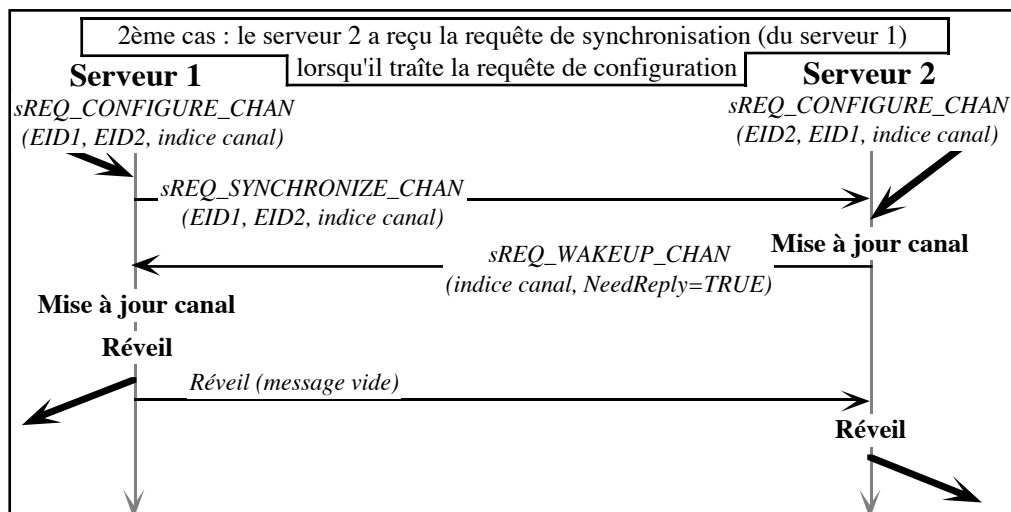 2ème cas : le serveur 2 a reçu la requête de synchronisation (du serveur 1)
lorsqu'il traîte la requête de configuration
Serveur 1
Serveur 2
sREQ_CONFIGURE_CHAN
(EID1, EID2, indice canal)
sREQ_CONFIGURE_CHAN
(EID2, EID1, indice canal)
sREQ_SYNCHRONIZE_CHAN
(EID1, EID2, indice canal)
Mise à jour canal
sREQ_WAKEUP_CHAN
(indice canal, NeedReply=TRUE)
Mise à jour canal
Réveil
Réveil (message vide)
Réveil